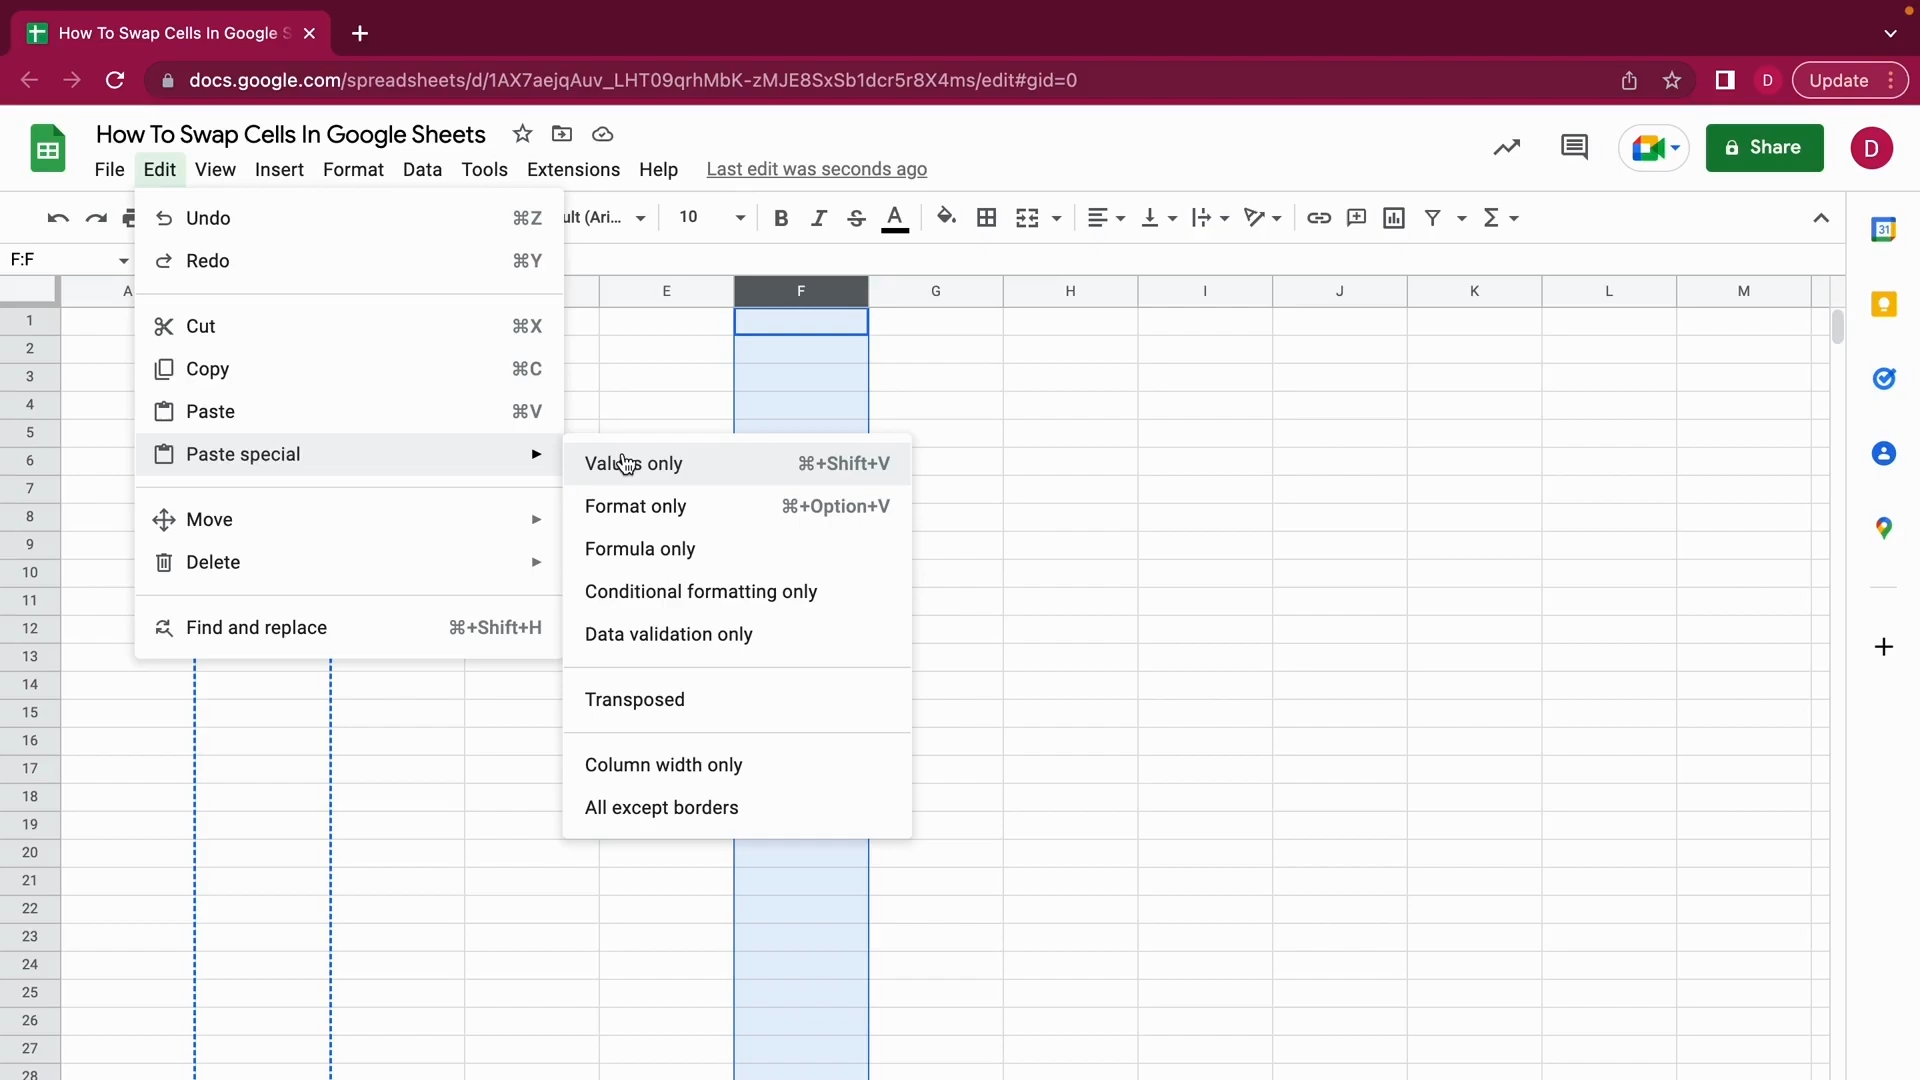 How To Swap Cells In Google S
docs.google.com/spreadsheets/d/1AX7aejqAuv_LHT09qrhMbK-zMJE8SxSb1dcr5r8X4ms/edit#gid=0
D
Update
How To Swap Cells In Google Sheets
File Edit View Insert Format Data Tools Extensions Help Last edit was seconds ago
Share
D
ult (Ari... 10 B I S A Σ
31
F:F
A E F G H I J K L M
Undo ⌘Z
Redo ⌘Y
Cut ⌘X
Copy ⌘C
Paste ⌘V
Paste special
Move
Delete
Find and replace ⌘+Shift+H
Values only ⌘+Shift+V
Format only ⌘+Option+V
Formula only
Conditional formatting only
Data validation only
Transposed
Column width only
All except borders
1
2
3
4
5
6
7
8
9
10
11
12
13
14
15
16
17
18
19
20
21
22
23
24
25
26
27
28